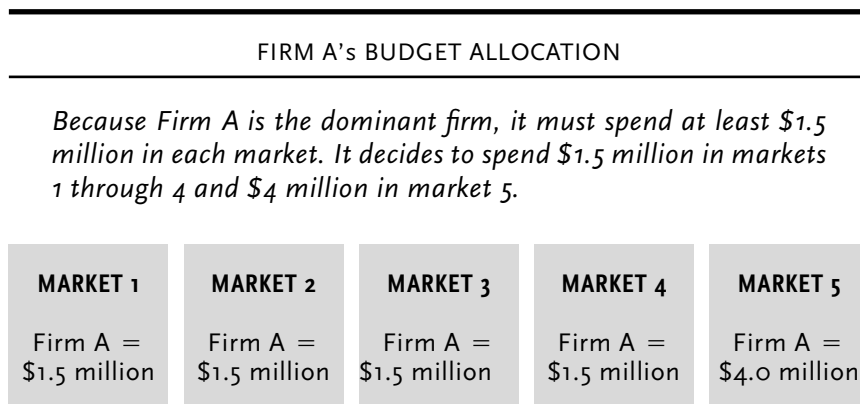 FIRM A's BUDGET ALLOCATION
Because Firm A is the dominant firm, it must spend at least $1.5
million in each market. It decides to spend $1.5 million in markets
1 through 4 and $4 million in market 5.
MARKET 1
Firm A =
$1.5 million
MARKET 2
Firm A =
$1.5 million
MARKET 3
Firm A =
$1.5 million
MARKET 4
Firm A =
$1.5 million
MARKET 5
Firm A =
$4.0 million